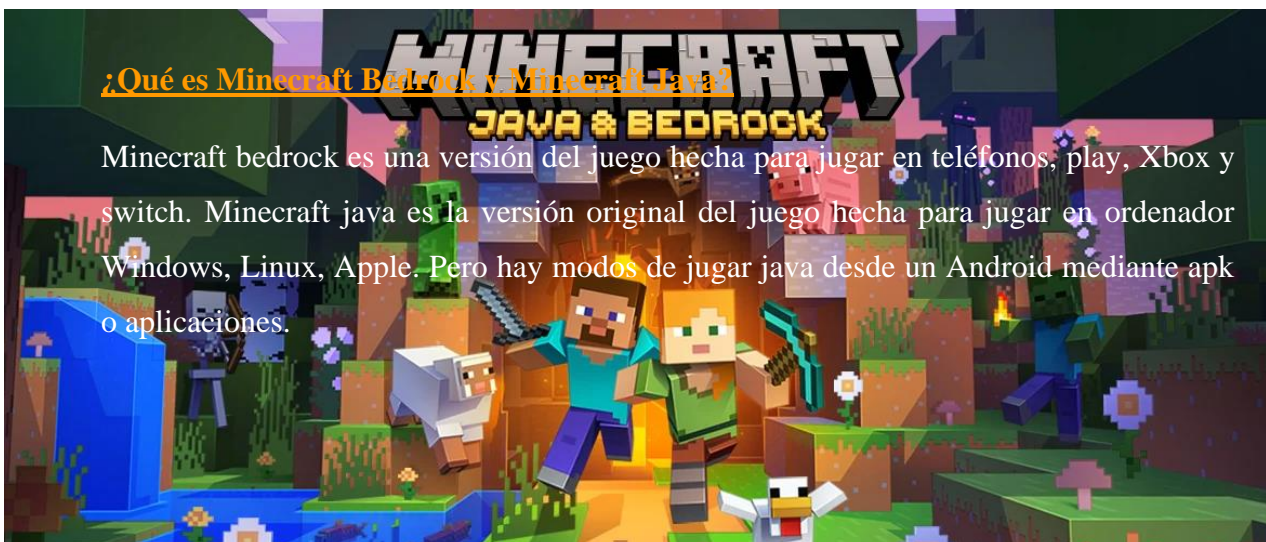 MINECRAFT
¿Qué es Minecraft Bedrock y Minecraft Java?
JAVA & BEDROCK
Minecraft bedrock es una versión del juego hecha para jugar en teléfonos, play, Xbox y
switch. Minecraft java es la versión original del juego hecha para jugar en ordenador
Windows, Linux, Apple. Pero hay modos de jugar java desde un Android mediante apk
o aplicaciones.